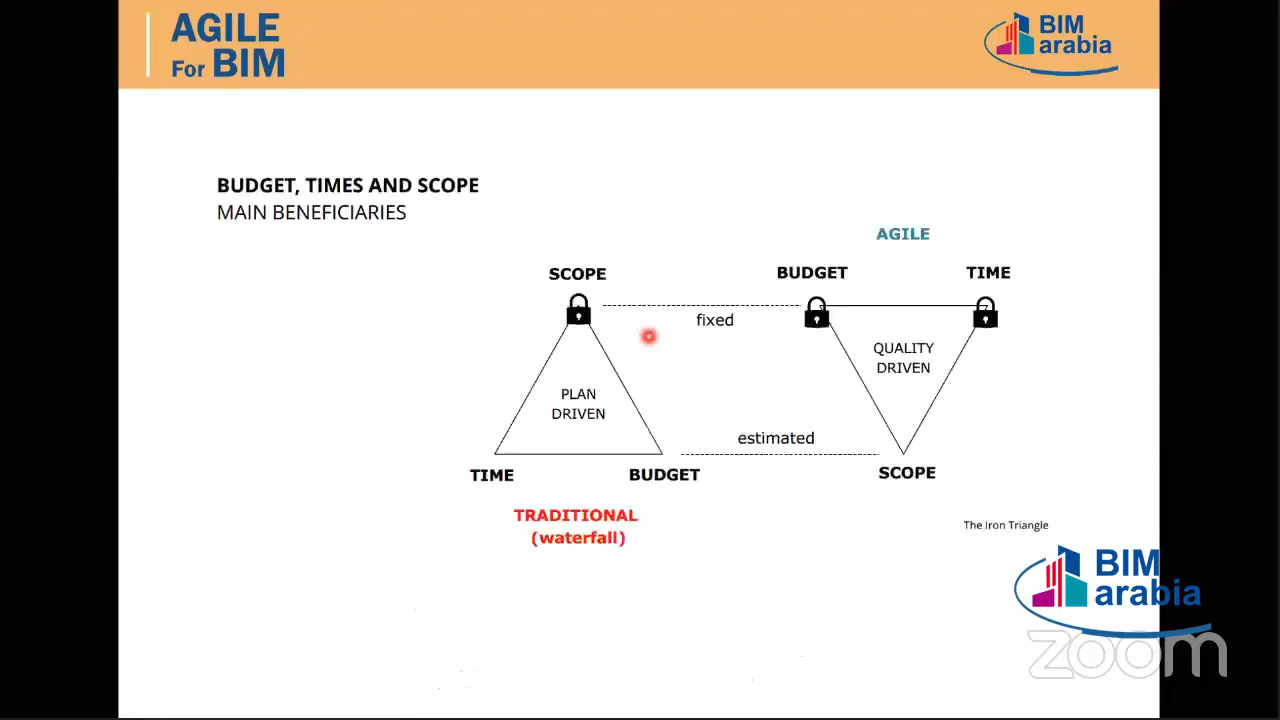 AGILE
For BIM
BIM
arabia
BUDGET, TIMES AND SCOPE
MAIN BENEFICIARIES
AGILE
SCOPE
BUDGET
TIME
fixed
QUALITY
DRIVEN
PLAN
DRIVEN
estimated
TIME
BUDGET
SCOPE
TRADITIONAL
(waterfall)
The Iron Triangle
BIM
arabia
zoom